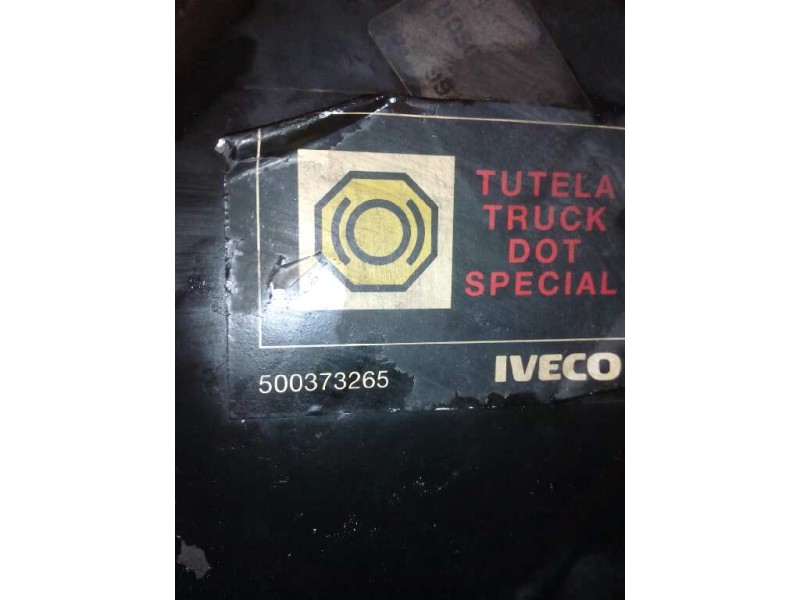 TUTELA
TRUCK
DOT
SPECIAL
500373265
IVECO